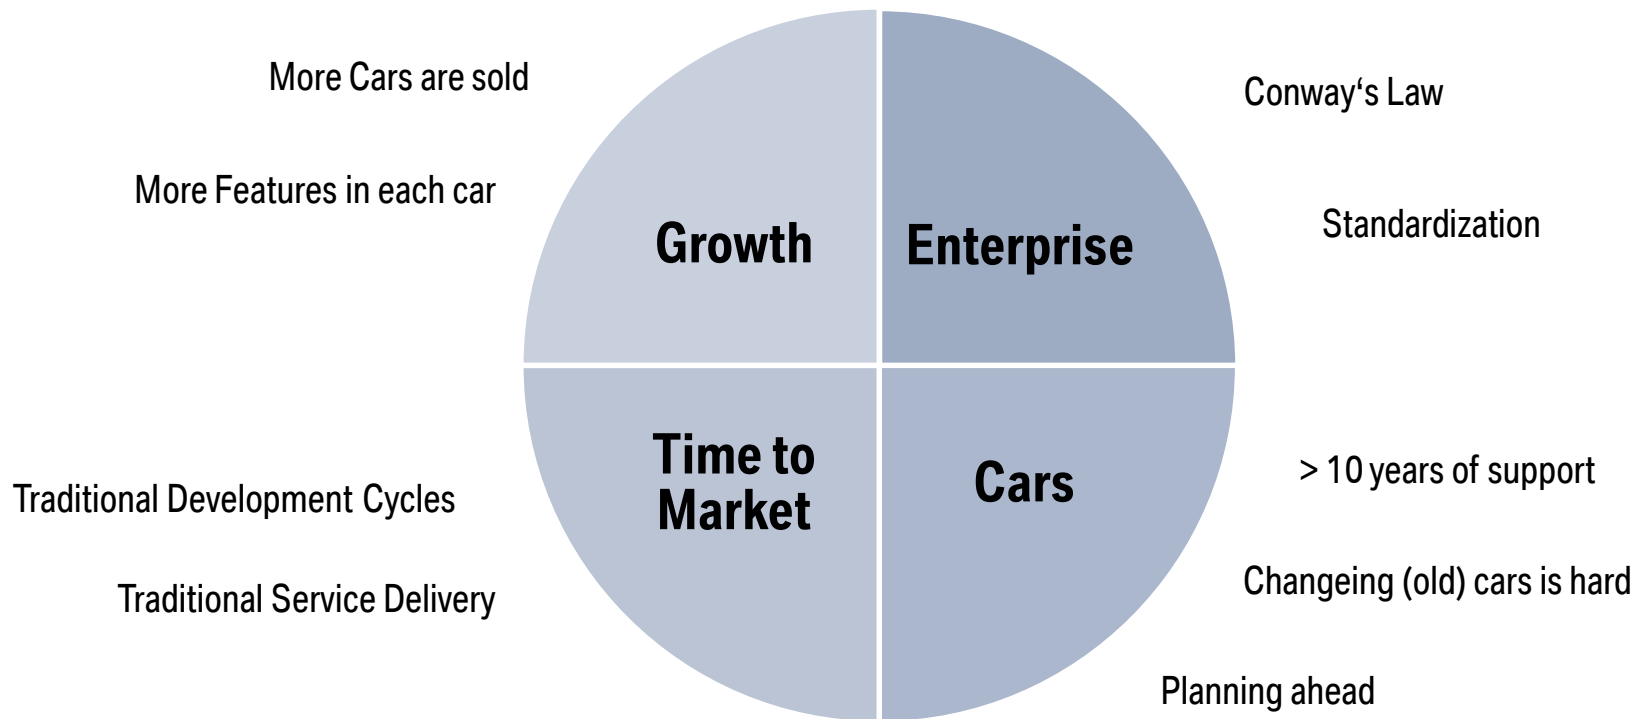 More Cars are sold
More Features in each car
Growth
Enterprise
Conway‘s Law
Standardization
Time to
Market
Traditional Development Cycles
Traditional Service Delivery
Cars
> 10 years of support
Changeing (old) cars is hard
Planning ahead